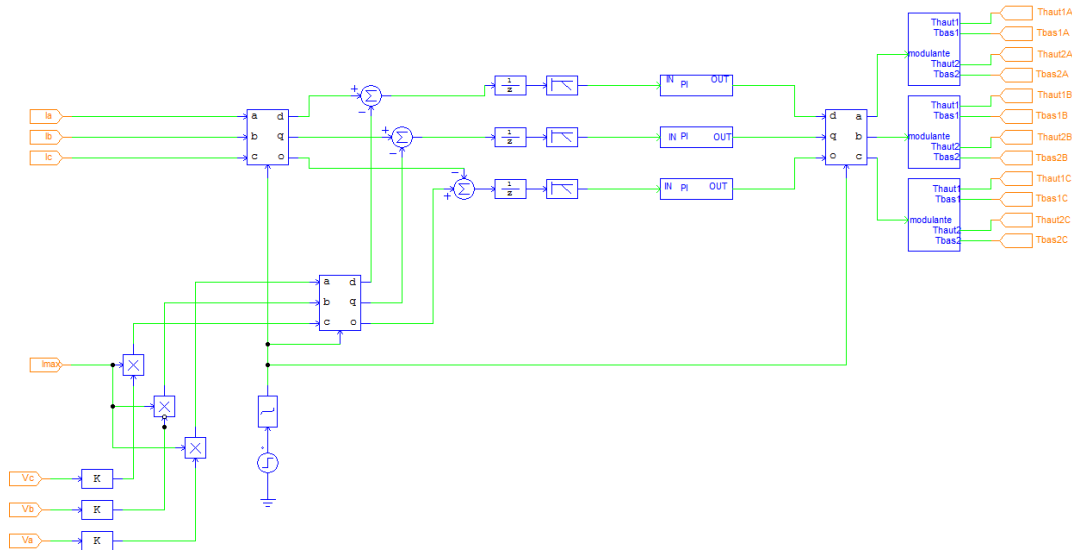 Thaut1A
Thaut1
Tbas1A
Tbas1
modulante
Thaut2A
Thaut2
Tbas2A
Tbas2
1
z
IN PI OUT
Σ
+
−
Ia
a d
d a
Thaut1B
Thaut1
Tbas1B
Tbas1
modulante
Thaut2B
Thaut2
Tbas2B
Tbas2
Ib
b q
+
Σ
−
1
z
IN PI OUT
q b
Ic
c o
o c
−
Σ
+
1
z
IN PI OUT
Thaut1C
Thaut1
Tbas1C
Tbas1
modulante
Thaut2C
Thaut2
Tbas2C
Tbas2
a d
b q
c o
Imax
Vc
K
Vb
K
Va
K